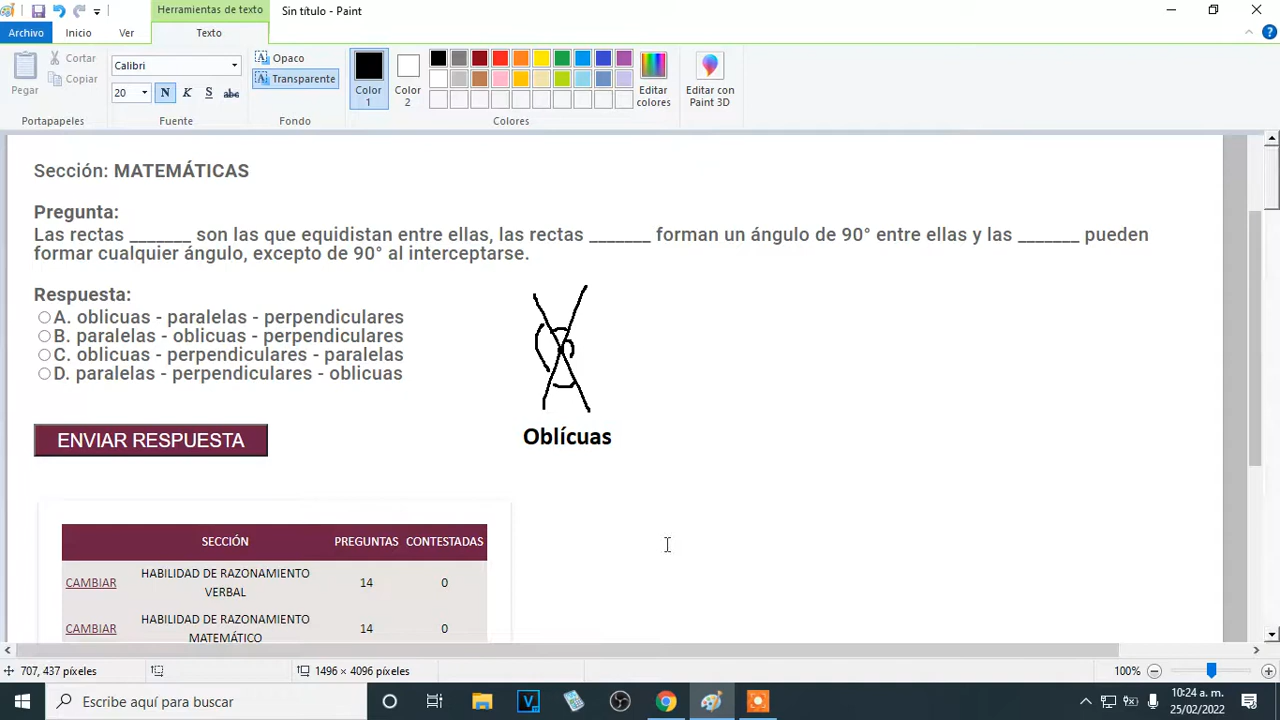 Herramientas de texto
Sin título - Paint
Archivo
Inicio
Ver
Texto
Pegar
Cortar
Copiar
Portapapeles
Calibri
20
N
K
S
abc
Fuente
Opaco
Transparente
Fondo
Color
1
Color
2
Colores
Editar
colores
Editar con
Paint 3D
Sección: MATEMÁTICAS
Pregunta:
Las rectas _______ son las que equidistan entre ellas, las rectas _______ forman un ángulo de 90° entre ellas y las _______ pueden
formar cualquier ángulo, excepto de 90° al interceptarse.
Respuesta:
A. oblicuas - paralelas - perpendiculares
B. paralelas - oblicuas - perpendiculares
C. oblicuas - perpendiculares - paralelas
D. paralelas - perpendiculares - oblicuas
Oblícuas
ENVIAR RESPUESTA
SECCIÓN PREGUNTAS CONTESTADAS
CAMBIAR HABILIDAD DE RAZONAMIENTO
VERBAL 14 0
CAMBIAR HABILIDAD DE RAZONAMIENTO
MATEMÁTICO 14 0
707, 437 píxeles
1496 × 4096 píxeles
100%
Escribe aquí para buscar
10:24 a. m.
25/02/2022